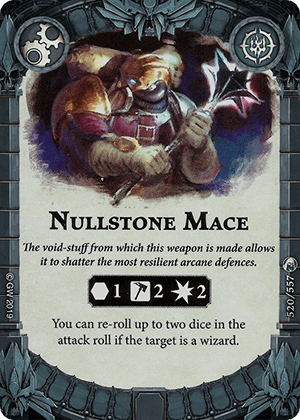 NULLSTONE MACE
The void-stuff from which this weapon is made allows
it to shatter the most resilient arcane defences.
1 2 2
You can re-roll up to two dice in the
attack roll if the target is a wizard.
© GW 2019
520/557